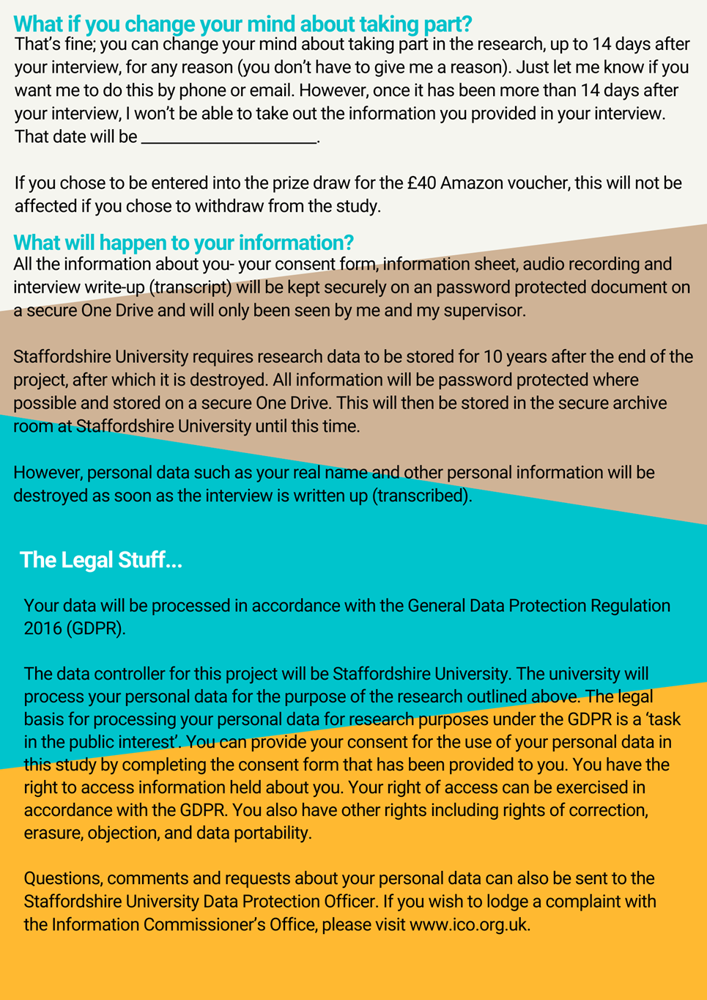 What if you change your mind about taking part?
That’s fine; you can change your mind about taking part in the research, up to 14 days after
your interview, for any reason (you don’t have to give me a reason). Just let me know if you
want me to do this by phone or email. However, once it has been more than 14 days after
your interview, I won’t be able to take out the information you provided in your interview.
That date will be ____________________.
If you chose to be entered into the prize draw for the £40 Amazon voucher, this will not be
affected if you chose to withdraw from the study.
What will happen to your information?
All the information about you- your consent form, information sheet, audio recording and
interview write-up (transcript) will be kept securely on an password protected document on
a secure One Drive and will only been seen by me and my supervisor.
Staffordshire University requires research data to be stored for 10 years after the end of the
project, after which it is destroyed. All information will be password protected where
possible and stored on a secure One Drive. This will then be stored in the secure archive
room at Staffordshire University until this time.
However, personal data such as your real name and other personal information will be
destroyed as soon as the interview is written up (transcribed).
The Legal Stuff...
Your data will be processed in accordance with the General Data Protection Regulation
2016 (GDPR).
The data controller for this project will be Staffordshire University. The university will
process your personal data for the purpose of the research outlined above. The legal
basis for processing your personal data for research purposes under the GDPR is a ‘task
in the public interest’. You can provide your consent for the use of your personal data in
this study by completing the consent form that has been provided to you. You have the
right to access information held about you. Your right of access can be exercised in
accordance with the GDPR. You also have other rights including rights of correction,
erasure, objection, and data portability.
Questions, comments and requests about your personal data can also be sent to the
Staffordshire University Data Protection Officer. If you wish to lodge a complaint with
the Information Commissioner’s Office, please visit www.ico.org.uk.